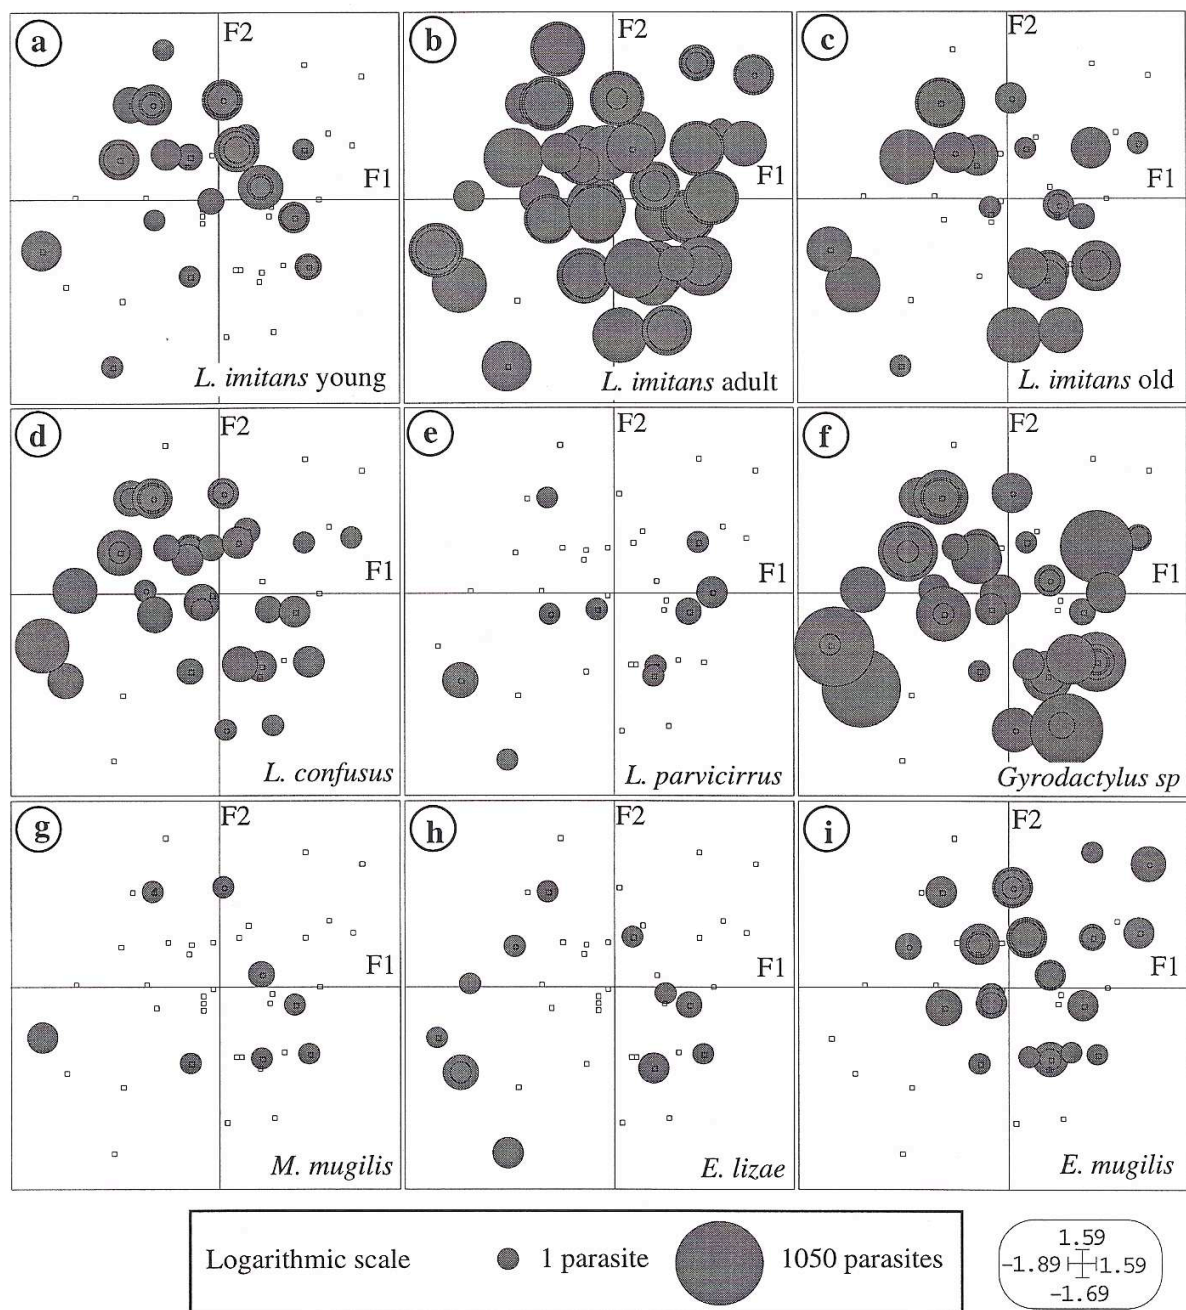 a F2 F1 L. imitans young
b F2 F1 L. imitans adult
c F2 F1 L. imitans old
d F2 F1 L. confusus
e F2 F1 L. parvicirrus
f F2 F1 Gyrodactylus sp
g F2 F1 M. mugilis
h F2 F1 E. lizae
i F2 F1 E. mugilis
Logarithmic scale 1 parasite 1050 parasites
1.59
-1.89 1.59
-1.69